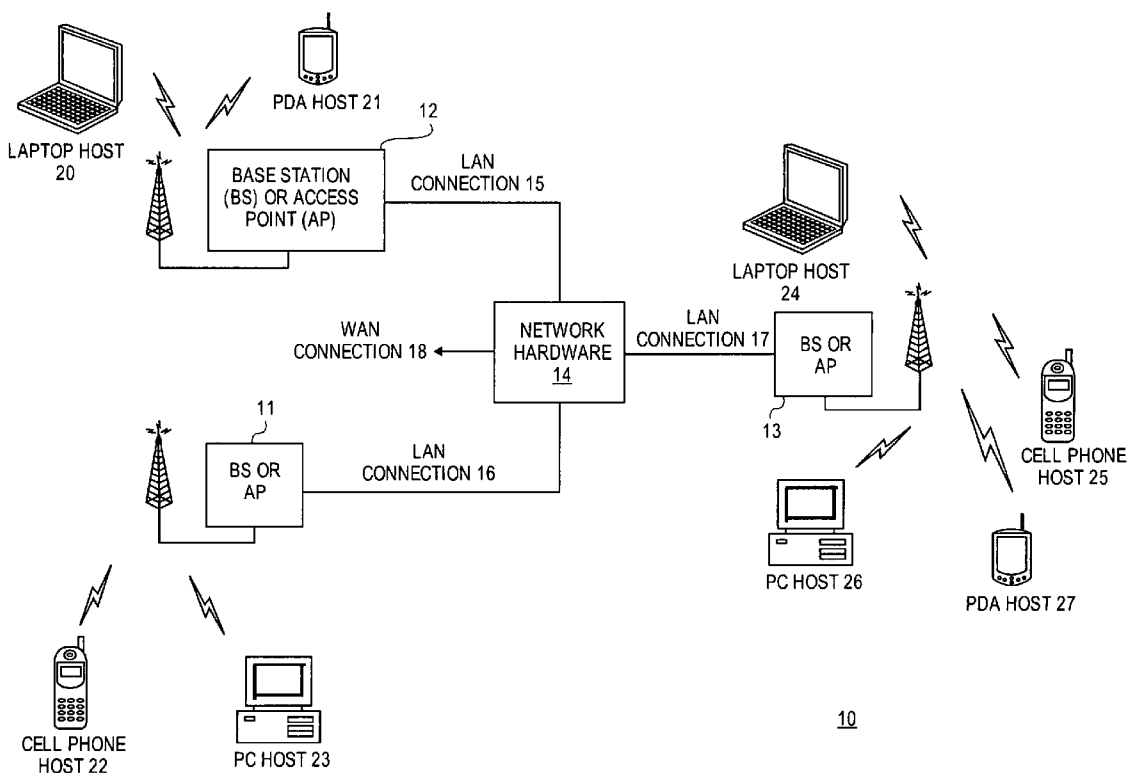 PDA HOST 21
LAPTOP HOST
20
12
BASE STATION
(BS) OR ACCESS
POINT (AP)
LAN
CONNECTION 15
LAPTOP HOST
24
WAN
CONNECTION 18
NETWORK
HARDWARE
14
LAN
CONNECTION 17
BS OR
AP
13
11
BS OR
AP
LAN
CONNECTION 16
CELL PHONE
HOST 25
PC HOST 26
PDA HOST 27
CELL PHONE
HOST 22
PC HOST 23
10